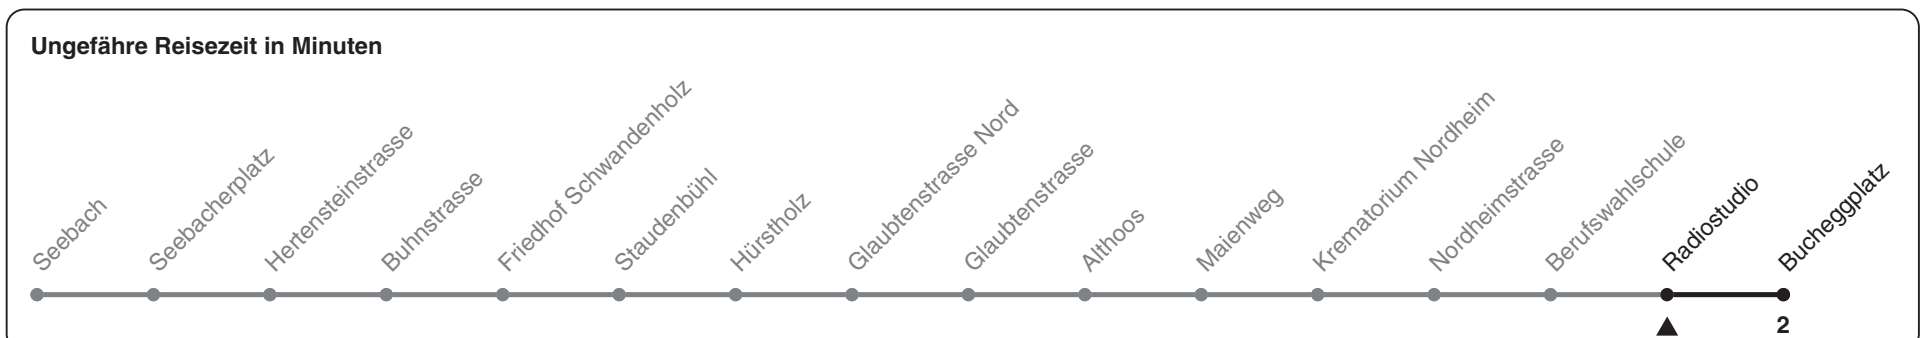 Ungefähre Reisezeit in Minuten
Seebach
Seebacherplatz
Hertensteinstrasse
Buhnstrasse
Friedhof Schwandenholz
Staudenbühl
Hürstholz
Glaubtenstrasse Nord
Glaubtenstrasse
Althoos
Maienweg
Krematorium Nordheim
Nordheimstrasse
Berufswahlschule
Radiostudio
Bucheggplatz
2